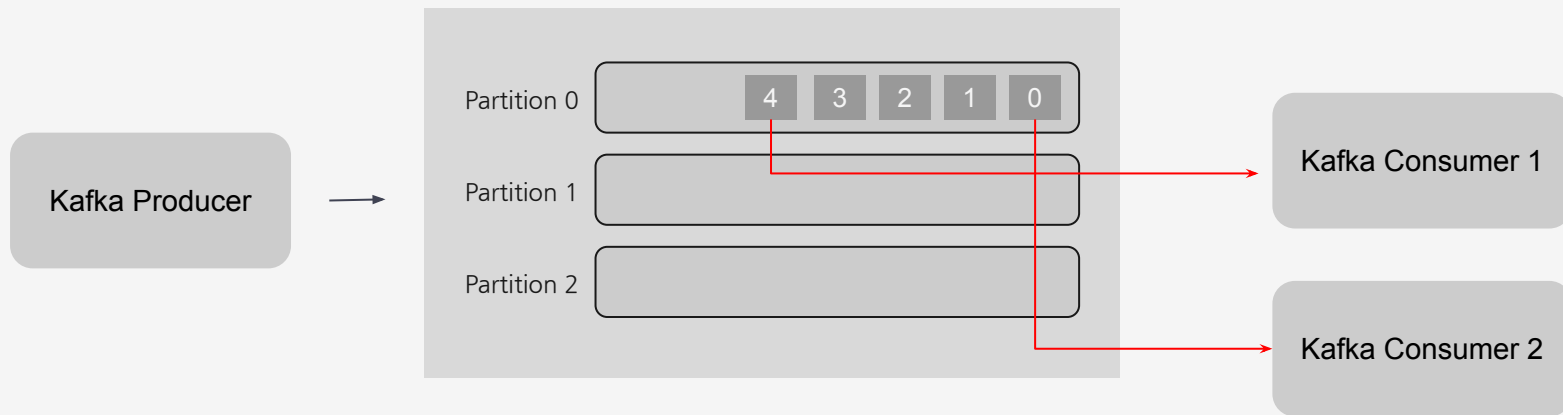 Kafka Producer
Partition 0
4 3 2 1 0
Partition 1
Partition 2
Kafka Consumer 1
Kafka Consumer 2